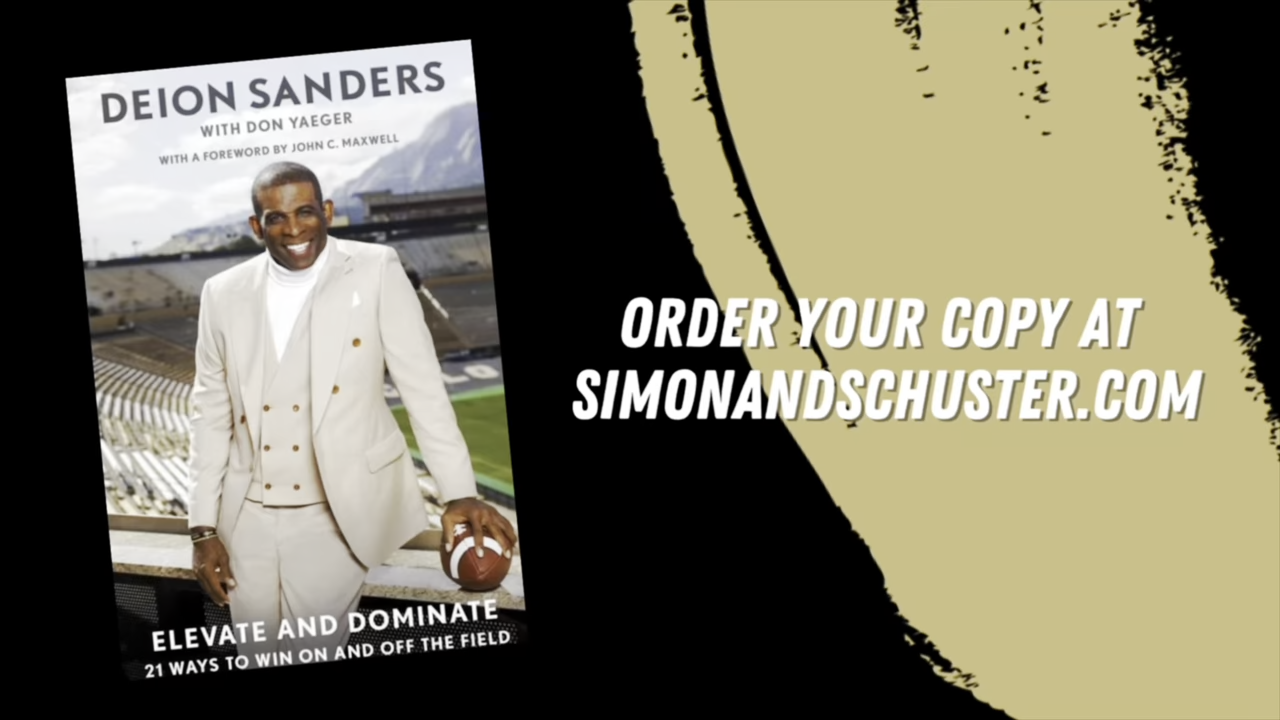 DEION SANDERS
WITH DON YAEGER
WITH A FOREWORD BY JOHN C. MAXWELL
ELEVATE AND DOMINATE
21 WAYS TO WIN ON AND OFF THE FIELD
ORDER YOUR COPY AT
SIMONANDSCHUSTER.COM